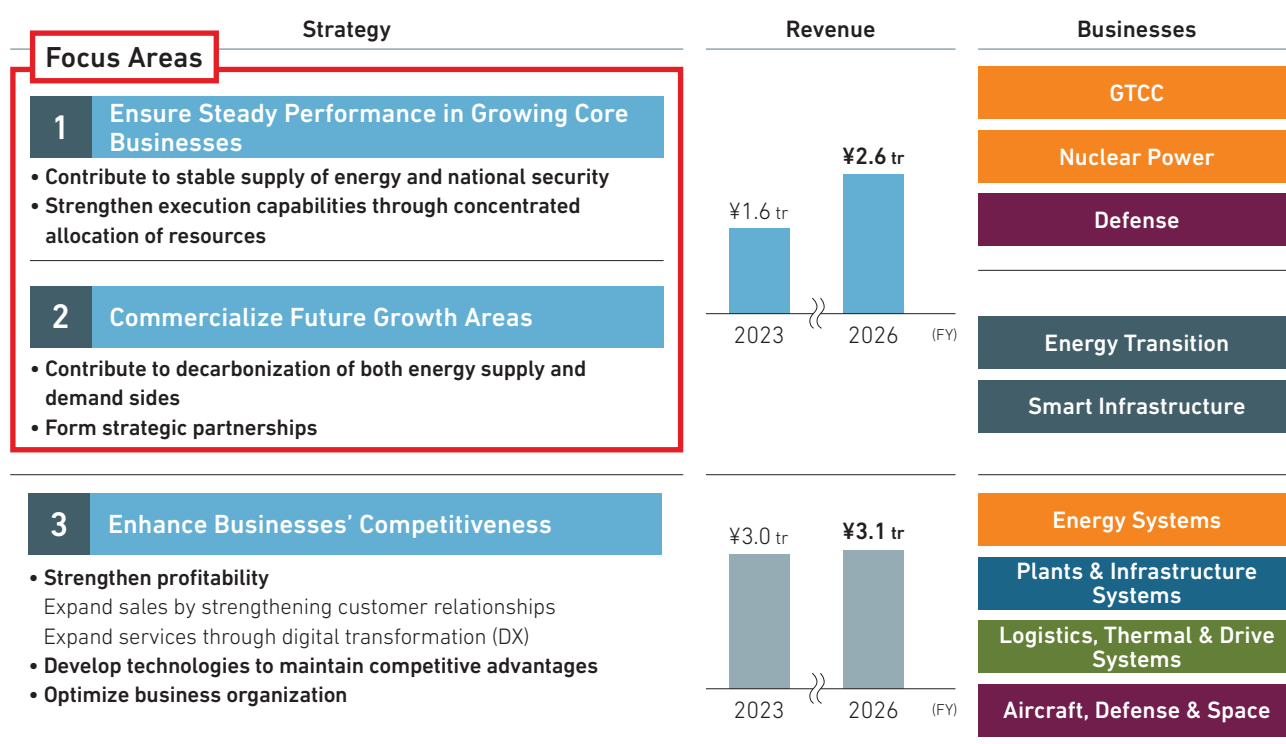 Strategy
Revenue
Businesses
Focus Areas
1
Ensure Steady Performance in Growing Core
Businesses
• Contribute to stable supply of energy and national security
• Strengthen execution capabilities through concentrated
allocation of resources
2
Commercialize Future Growth Areas
• Contribute to decarbonization of both energy supply and
demand sides
• Form strategic partnerships
¥1.6 tr
¥2.6 tr
2023
2026
(FY)
GTCC
Nuclear Power
Defense
Energy Transition
Smart Infrastructure
3
Enhance Businesses’ Competitiveness
• Strengthen profitability
Expand sales by strengthening customer relationships
Expand services through digital transformation (DX)
• Develop technologies to maintain competitive advantages
• Optimize business organization
¥3.0 tr
¥3.1 tr
2023
2026
(FY)
Energy Systems
Plants & Infrastructure
Systems
Logistics, Thermal & Drive
Systems
Aircraft, Defense & Space